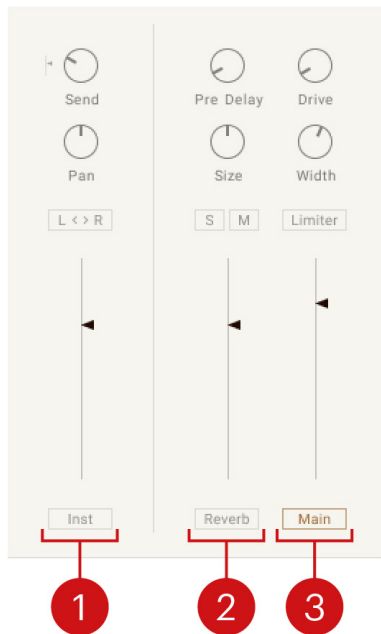 Send
Pre Delay
Drive
Pan
Size
Width
L < > R
S
M
Limiter
Inst
Reverb
Main
1
2
3